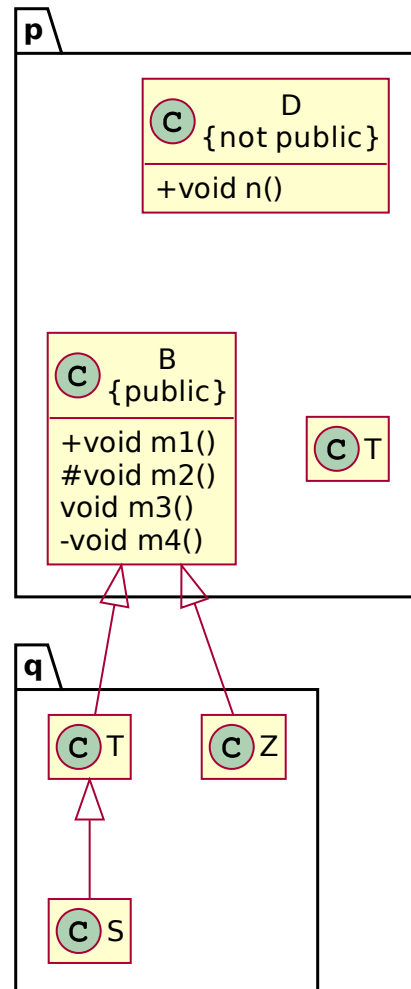 p
C
D
{not public}
+void n()
C
B
{public}
+void m1()
#void m2()
void m3()
-void m4()
C T
q
C T
C Z
C S